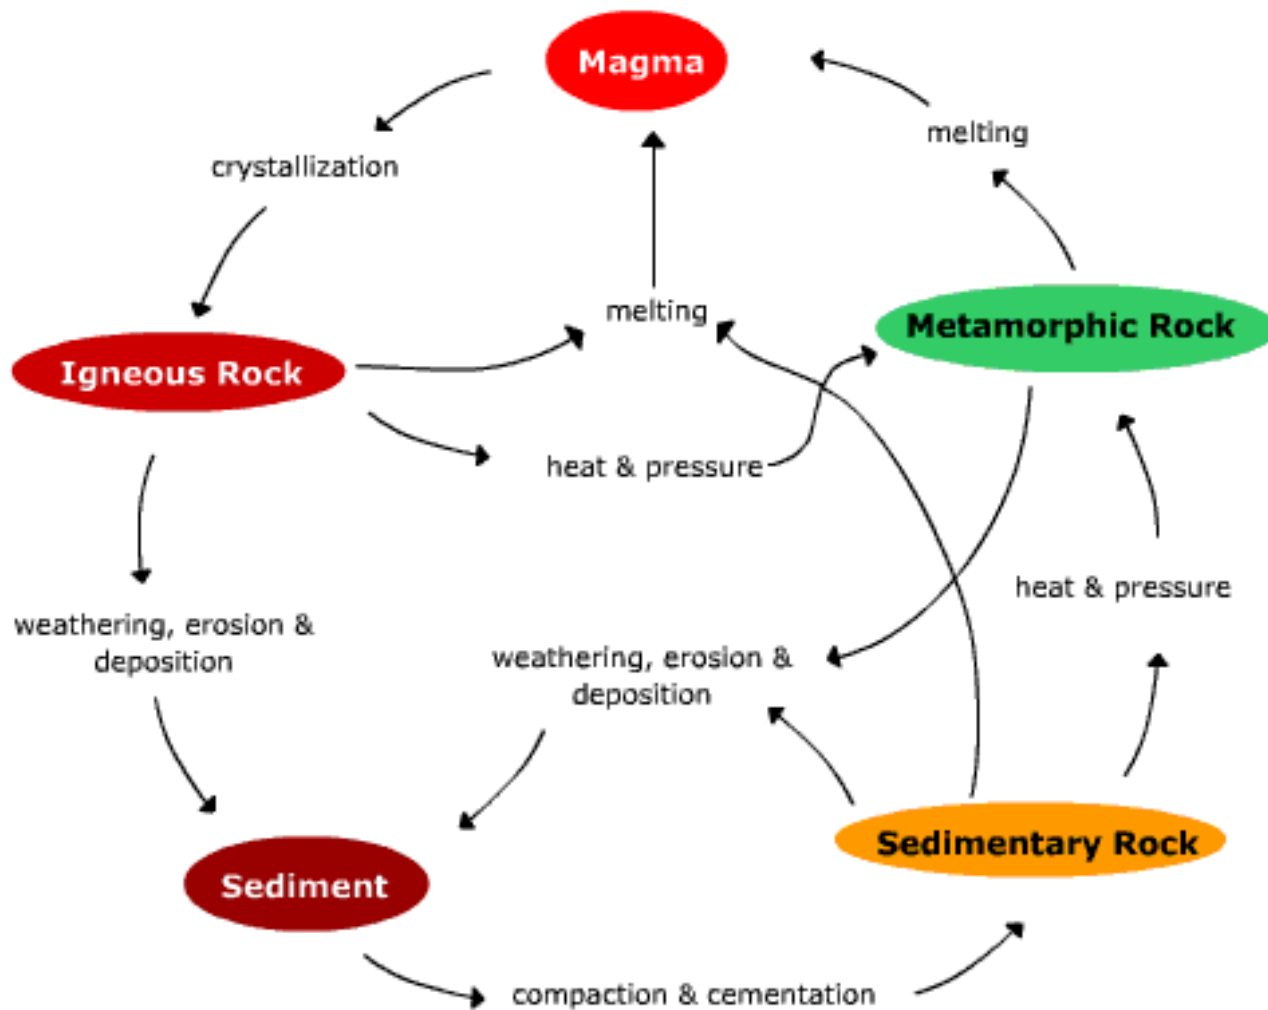 Magma
melting
crystallization
melting
Metamorphic Rock
Igneous Rock
heat & pressure
heat & pressure
weathering, erosion &
deposition
weathering, erosion &
deposition
Sedimentary Rock
Sediment
compaction & cementation